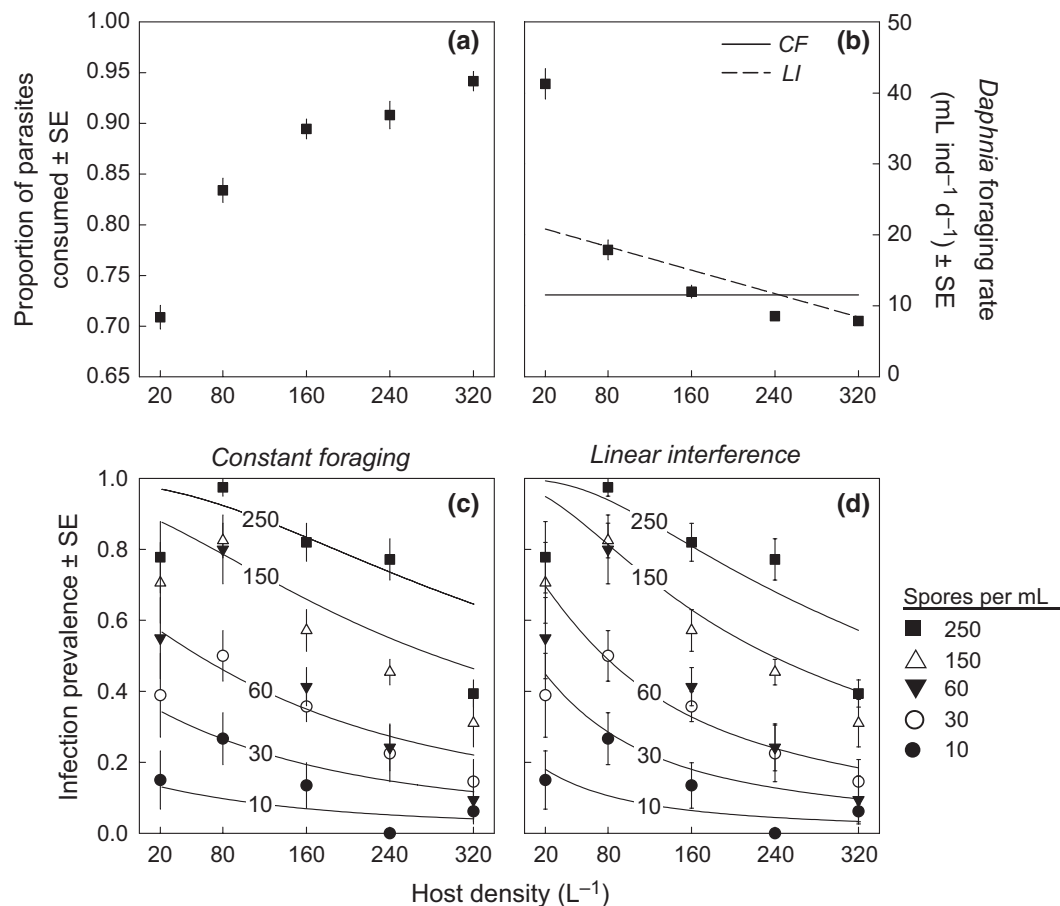 (a)
1.00
0.95
0.90
0.85
0.80
0.75
0.70
0.65
Proportion of parasites
consumed ± SE
20 80 160 240 320
(b)
CF
LI
50
40
30
20
10
0
Daphnia foraging rate
(mL ind⁻¹ d⁻¹) ± SE
20 80 160 240 320
Constant foraging
(c)
1.0
0.8
0.6
0.4
0.2
0.0
Infection prevalence ± SE
250
150
60
30
10
20 80 160 240 320
Linear interference
(d)
250
150
60
30
10
20 80 160 240 320
Host density (L⁻¹)
Spores per mL
250
150
60
30
10